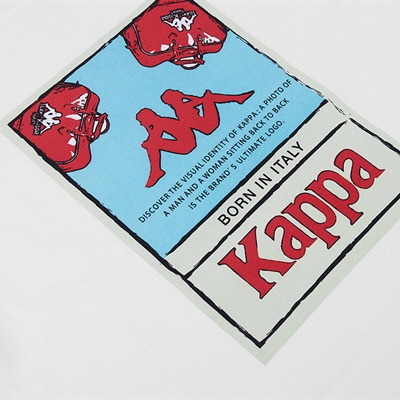 DISCOVER THE VISUAL IDENTITY OF KAPPA: A PHOTO OF
A MAN AND A WOMAN SITTING BACK TO BACK
IS THE BRAND'S ULTIMATE LOGO.
BORN IN ITALY
Kappa